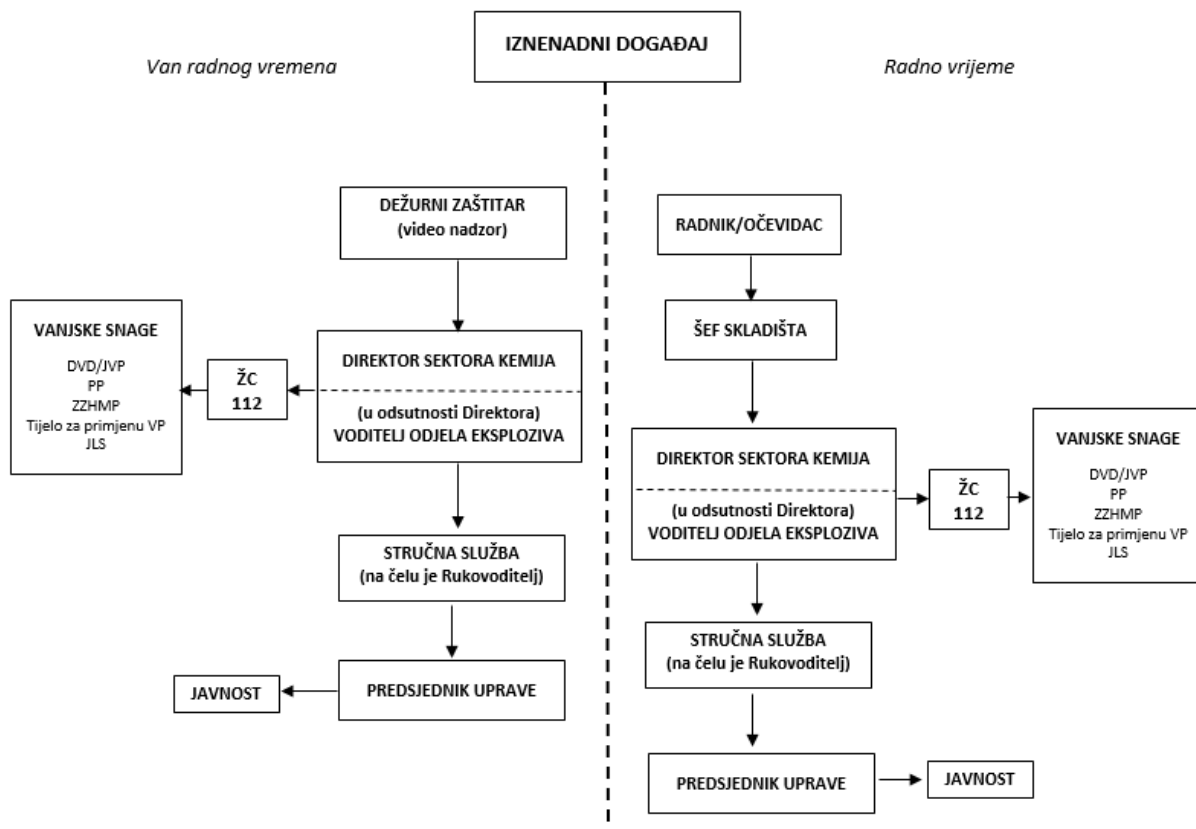 IZNENADNI DOGAĐAJ
Van radnog vremena
Radno vrijeme
DEŽURNI ZAŠTITAR
(video nadzor)
VANJSKE SNAGE
DVD/JVP
PP
ZZHMP
Tijelo za primjenu VP
JLS
ŽC
112
DIREKTOR SEKTORA KEMIJA
(u odsutnosti Direktora)
VODITELJ ODJELA EKSPLOZIVA
STRUČNA SLUŽBA
(na čelu je Rukovoditelj)
JAVNOST
PREDSJEDNIK UPRAVE
RADNIK/OČEVIDAC
ŠEF SKLADIŠTA
DIREKTOR SEKTORA KEMIJA
(u odsutnosti Direktora)
VODITELJ ODJELA EKSPLOZIVA
ŽC
112
VANJSKE SNAGE
DVD/JVP
PP
ZZHMP
Tijelo za primjenu VP
JLS
STRUČNA SLUŽBA
(na čelu je Rukovoditelj)
PREDSJEDNIK UPRAVE
JAVNOST